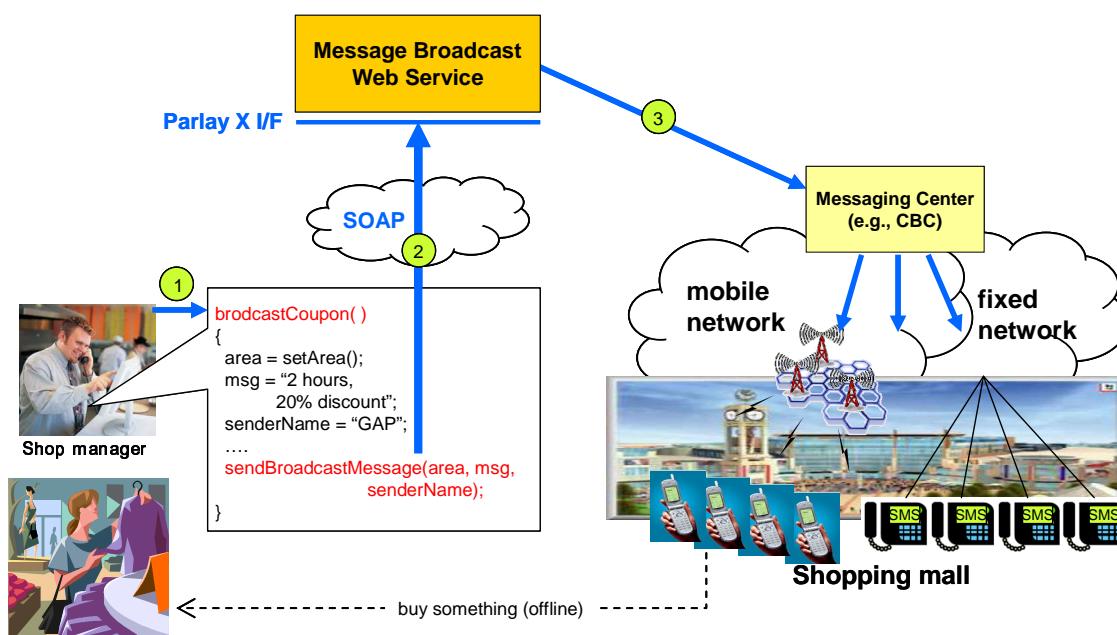 Message Broadcast
Web Service
Parlay X I/F
3
Messaging Center
(e.g., CBC)
SOAP
2
1
mobile
network
fixed
network
brodcastCoupon( )
{
area = setArea();
msg = “2 hours,
20% discount”;
senderName = “GAP”;
….
sendBroadcastMessage(area, msg,
senderName);
}
Shop manager
SMS
SMS
SMS
SMS
Shopping mall
buy something (offline)